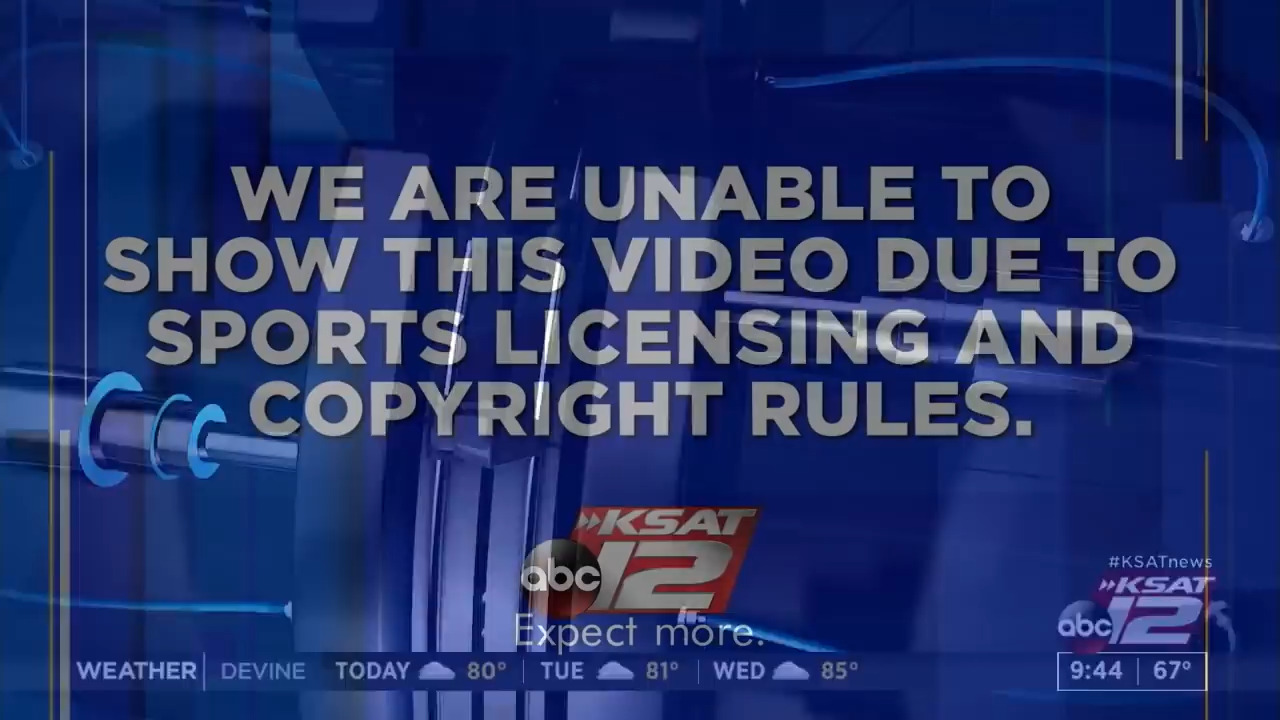 WE ARE UNABLE TO
SHOW THIS VIDEO DUE TO
SPORTS LICENSING AND
COPYRIGHT RULES.
»KSAT
abc 12
Expect more.
#KSATnews
»KSAT
abc 12
WEATHER DEVINE TODAY 80° TUE 81° WED 85°
9:44 67°